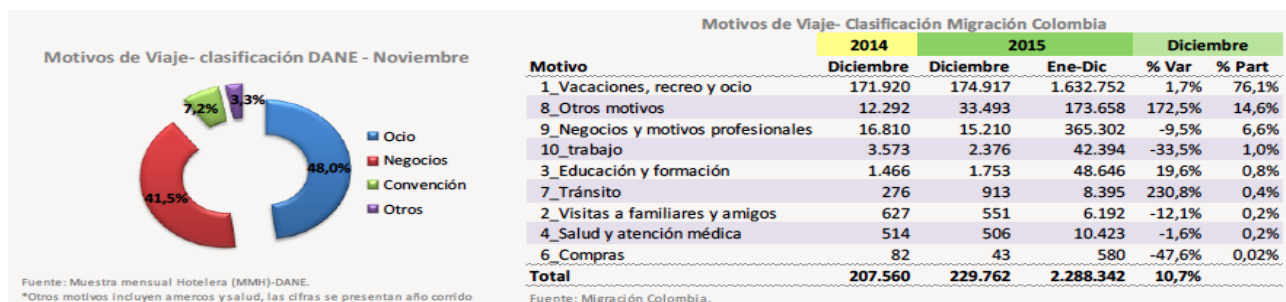 Motivos de Viaje- clasificación DANE - Noviembre
3,3%
7,2%
48,0%
41,5%
Ocio
Negocios
Convención
Otros
Fuente: Muestra mensual Hotelera (MMH)-DANE.
*Otros motivos incluyen amercos y salud, las cifras se presentan año corrido
Motivos de Viaje- Clasificación Migración Colombia
2014 2015 Diciembre
Motivo Diciembre Diciembre Ene-Dic % Var % Part
1_Vacaciones, recreo y ocio 171.920 174.917 1.632.752 1,7% 76,1%
8_Otros motivos 12.292 33.493 173.658 172,5% 14,6%
9_Negocios y motivos profesionales 16.810 15.210 365.302 -9,5% 6,6%
10_trabajo 3.573 2.376 42.394 -33,5% 1,0%
3_Educación y formación 1.466 1.753 48.646 19,6% 0,8%
7_Tránsito 276 913 8.395 230,8% 0,4%
2_Visitas a familiares y amigos 627 551 6.192 -12,1% 0,2%
4_Salud y atención médica 514 506 10.423 -1,6% 0,2%
6_Compras 82 43 580 -47,6% 0,02%
Total 207.560 229.762 2.288.342 10,7%
Fuente: Migración Colombia.